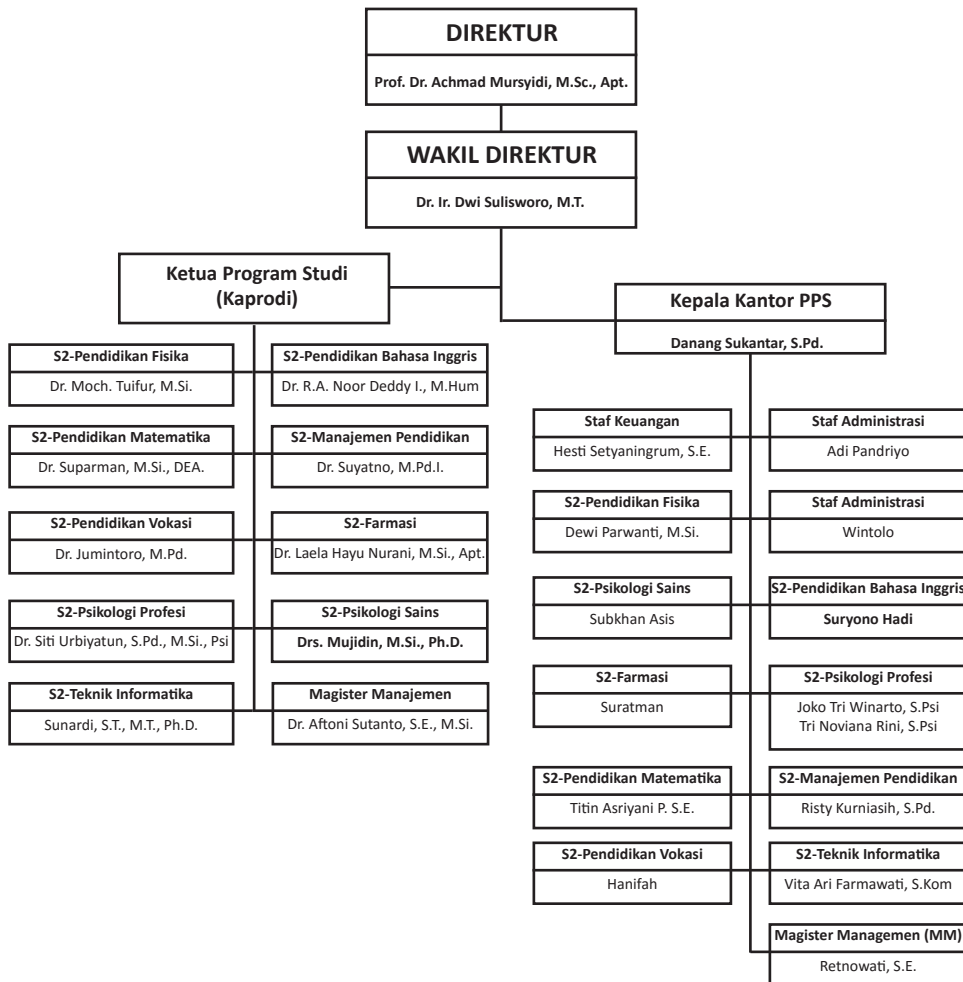 DIREKTUR
Prof. Dr. Achmad Mursyidi, M.Sc., Apt.
WAKIL DIREKTUR
Dr. Ir. Dwi Sulisworo, M.T.
Ketua Program Studi
(Kaprodi)
S2-Pendidikan Fisika
Dr. Moch. Tuifur, M.Si.
S2-Pendidikan Bahasa Inggris
Dr. R.A. Noor Deddy I., M.Hum
S2-Pendidikan Matematika
Dr. Suparman, M.Si., DEA.
S2-Manajemen Pendidikan
Dr. Suyatno, M.Pd.I.
S2-Pendidikan Vokasi
Dr. Jumintoro, M.Pd.
S2-Farmasi
Dr. Laela Hayu Nurani, M.Si., Apt.
S2-Psikologi Profesi
Dr. Siti Urbiyatun, S.Pd., M.Si., Psi
S2-Psikologi Sains
Drs. Mujidin, M.Si., Ph.D.
S2-Teknik Informatika
Sunardi, S.T., M.T., Ph.D.
Magister Manajemen
Dr. Aftoni Sutanto, S.E., M.Si.
Kepala Kantor PPS
Danang Sukantar, S.Pd.
Staf Keuangan
Hesti Setyaningrum, S.E.
Staf Administrasi
Adi Pandriyo
S2-Pendidikan Fisika
Dewi Parwanti, M.Si.
Staf Administrasi
Wintolo
S2-Psikologi Sains
Subkhan Asis
S2-Pendidikan Bahasa Inggris
Suryono Hadi
S2-Farmasi
Suratman
S2-Psikologi Profesi
Joko Tri Winarto, S.Psi
Tri Noviana Rini, S.Psi
S2-Pendidikan Matematika
Titin Asriyani P. S.E.
S2-Manajemen Pendidikan
Risty Kurniasih, S.Pd.
S2-Pendidikan Vokasi
Hanifah
S2-Teknik Informatika
Vita Ari Farmawati, S.Kom
Magister Managemen (MM)
Retnowati, S.E.